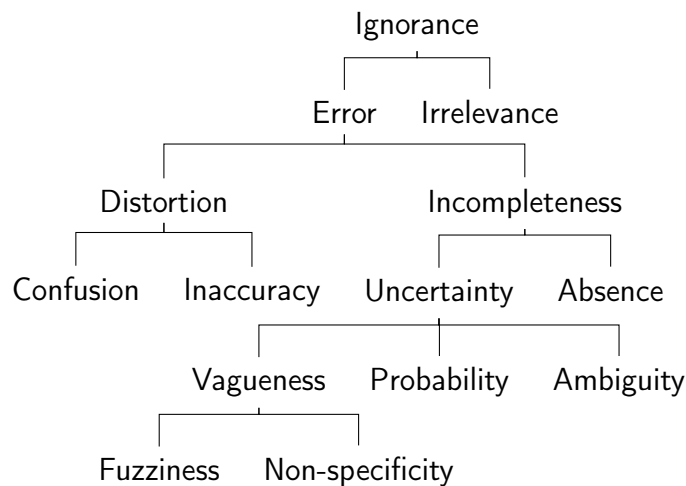 Ignorance
Error Irrelevance
Distortion Incompleteness
Confusion Inaccuracy Uncertainty Absence
Vagueness Probability Ambiguity
Fuzziness Non-specificity